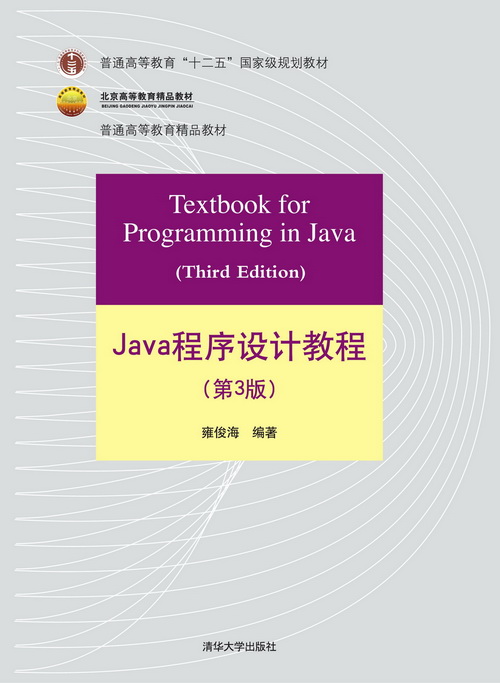 普通高等教育“十二五”国家级规划教材
北京高等教育精品教材
BEIJING GAODENG JIAOYU JINGPIN JIAOCAI
普通高等教育精品教材
Textbook for
Programming in Java
(Third Edition)
Java程序设计教程
（第3版）
雍俊海 编著
清华大学出版社